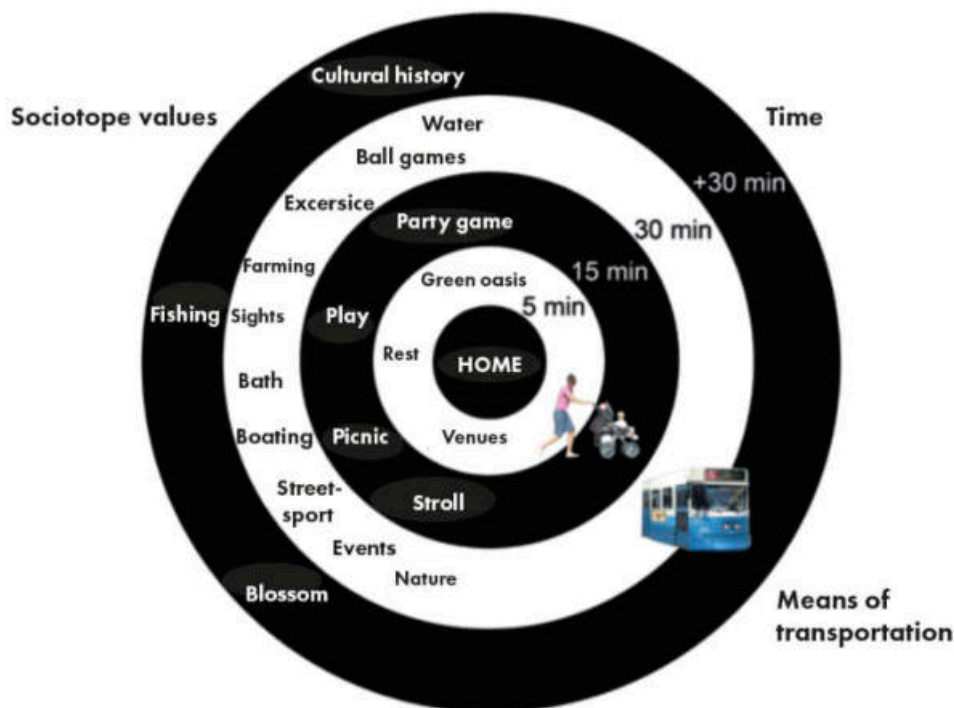 Cultural history
Sociotope values
Time
Water
Ball games
+30 min
Excersice
Party game
30 min
Farming
Green oasis
15 min
Fishing
Sights
Play
5 min
Rest
HOME
Bath
Boating
Picnic
Venues
Street-
sport
Stroll
Events
Nature
Blossom
Means of
transportation